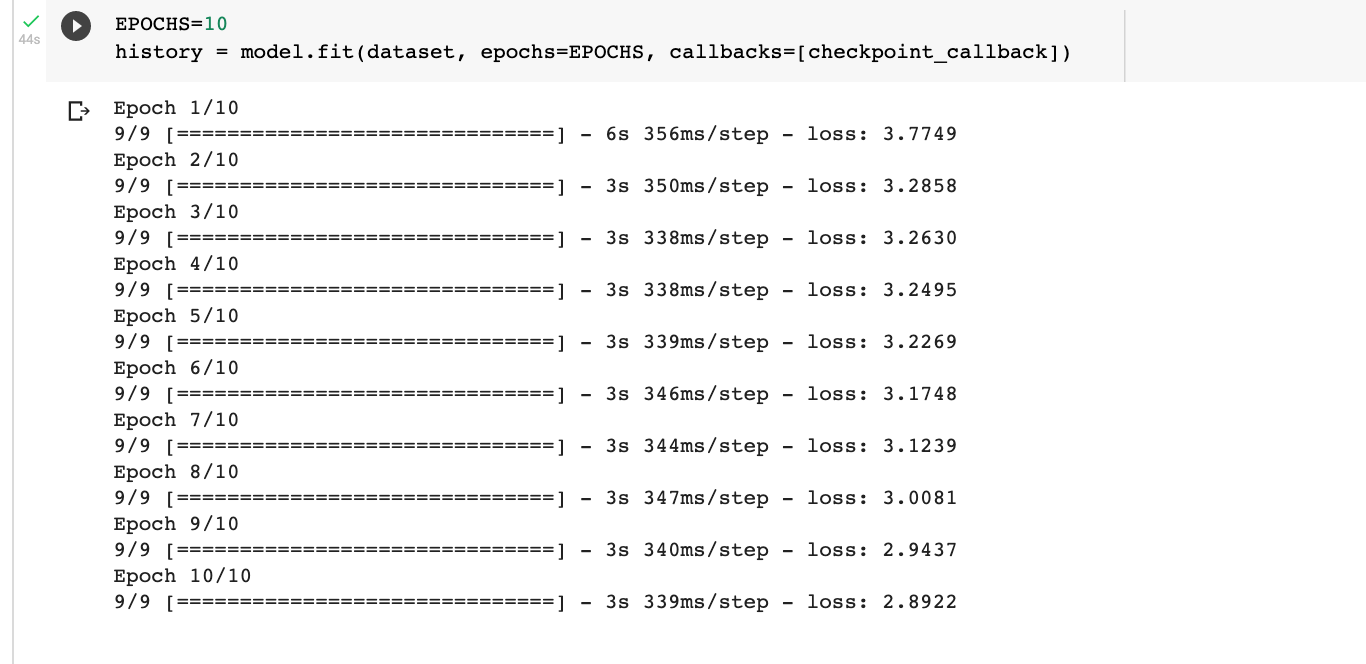 44s
EPOCHS=10
history = model.fit(dataset, epochs=EPOCHS, callbacks=[checkpoint_callback])
Epoch 1/10
9/9 [==============================] - 6s 356ms/step - loss: 3.7749
Epoch 2/10
9/9 [==============================] - 3s 350ms/step - loss: 3.2858
Epoch 3/10
9/9 [==============================] - 3s 338ms/step - loss: 3.2630
Epoch 4/10
9/9 [==============================] - 3s 338ms/step - loss: 3.2495
Epoch 5/10
9/9 [==============================] - 3s 339ms/step - loss: 3.2269
Epoch 6/10
9/9 [==============================] - 3s 346ms/step - loss: 3.1748
Epoch 7/10
9/9 [==============================] - 3s 344ms/step - loss: 3.1239
Epoch 8/10
9/9 [==============================] - 3s 347ms/step - loss: 3.0081
Epoch 9/10
9/9 [==============================] - 3s 340ms/step - loss: 2.9437
Epoch 10/10
9/9 [==============================] - 3s 339ms/step - loss: 2.8922